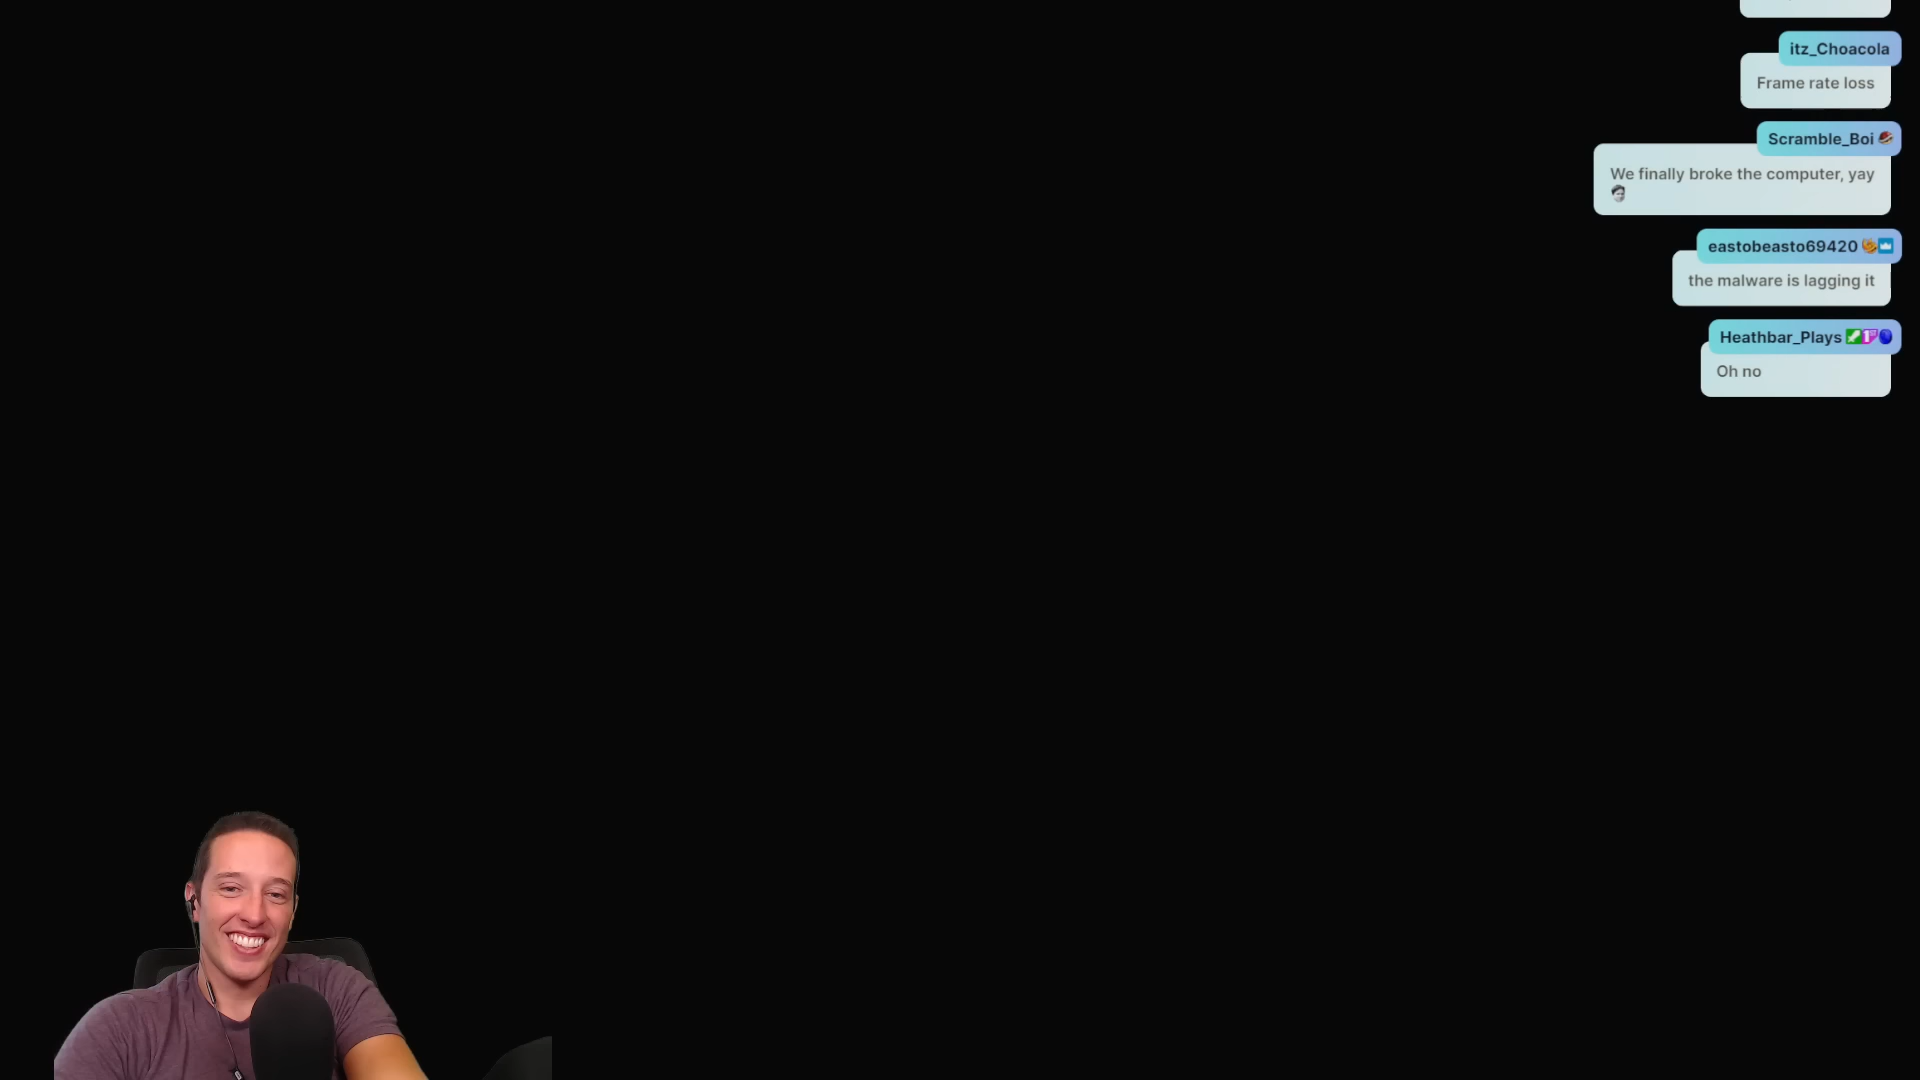 itz_Choacola
Frame rate loss
Scramble_Boi
We finally broke the computer, yay
eastobeasto69420
the malware is lagging it
Heathbar_Plays
Oh no